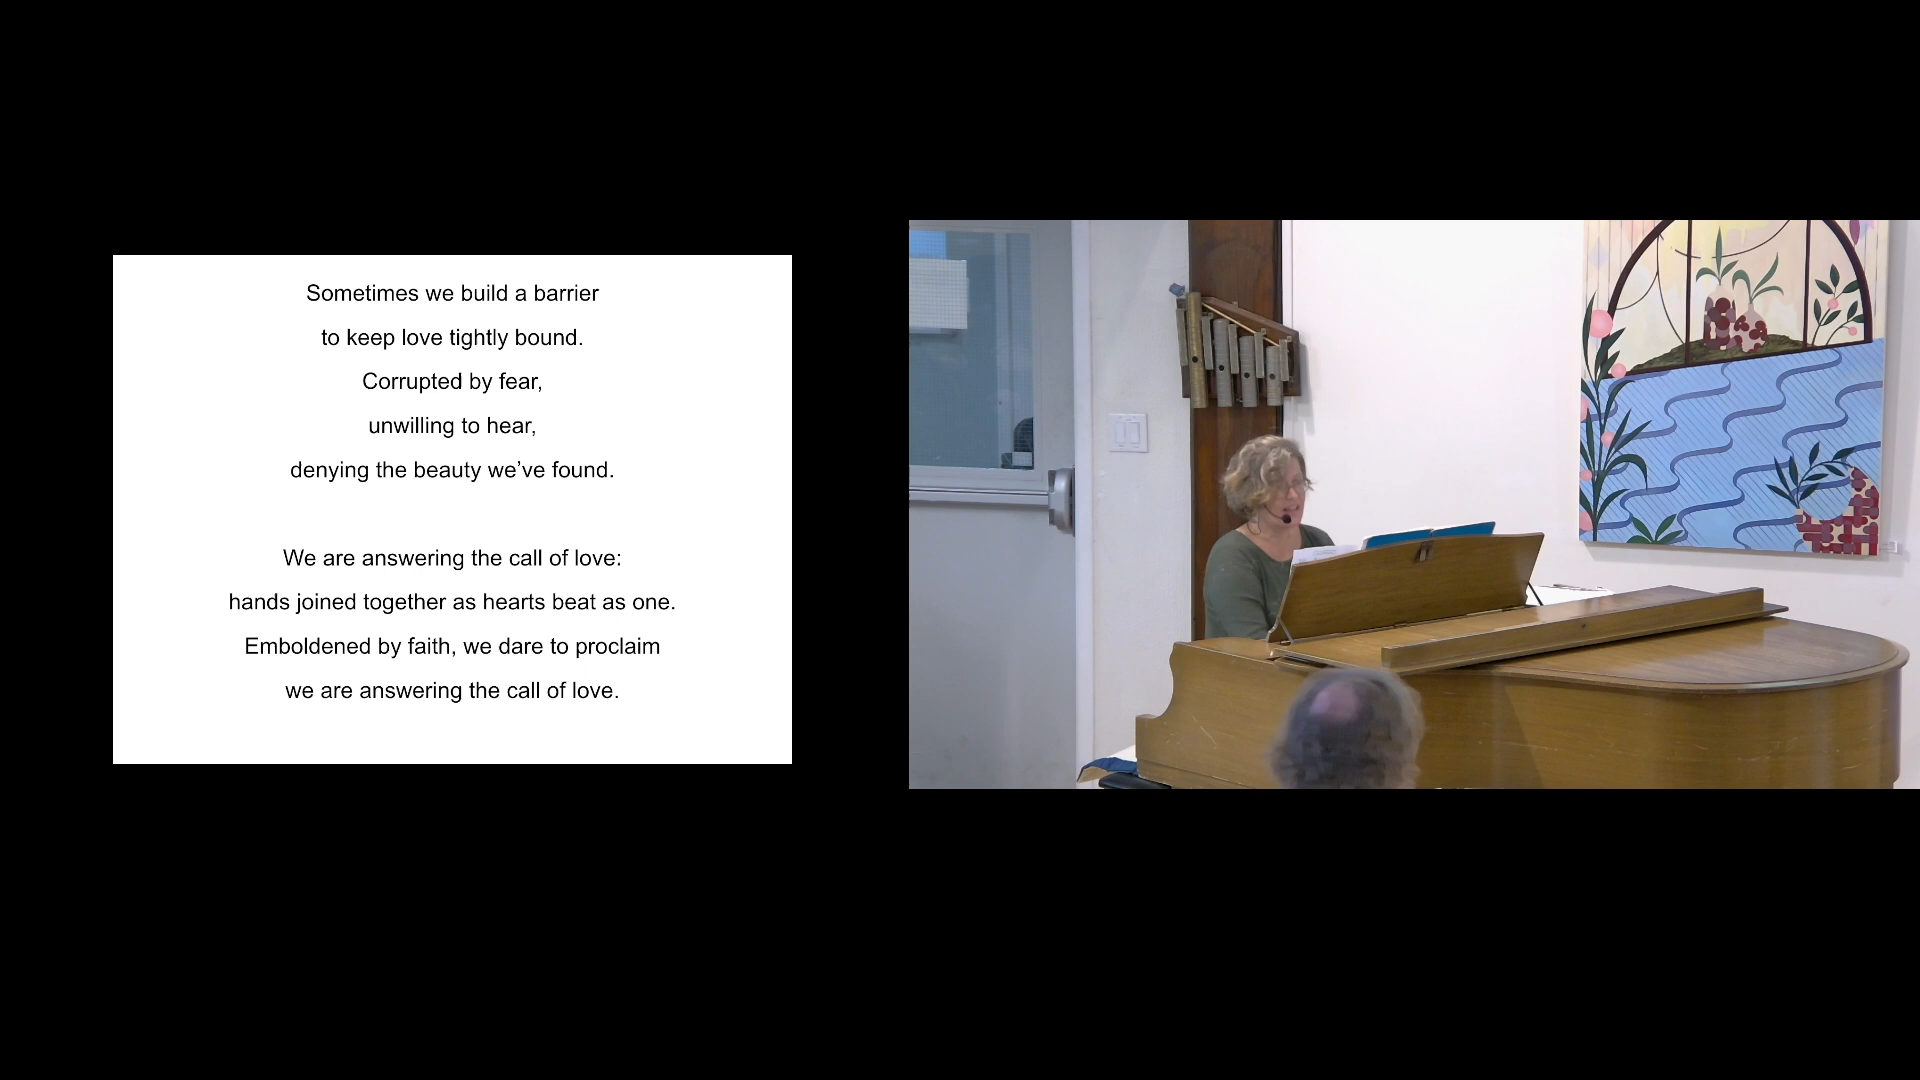 Sometimes we build a barrier
to keep love tightly bound.
Corrupted by fear,
unwilling to hear,
denying the beauty we’ve found.
We are answering the call of love:
hands joined together as hearts beat as one.
Emboldened by faith, we dare to proclaim
we are answering the call of love.